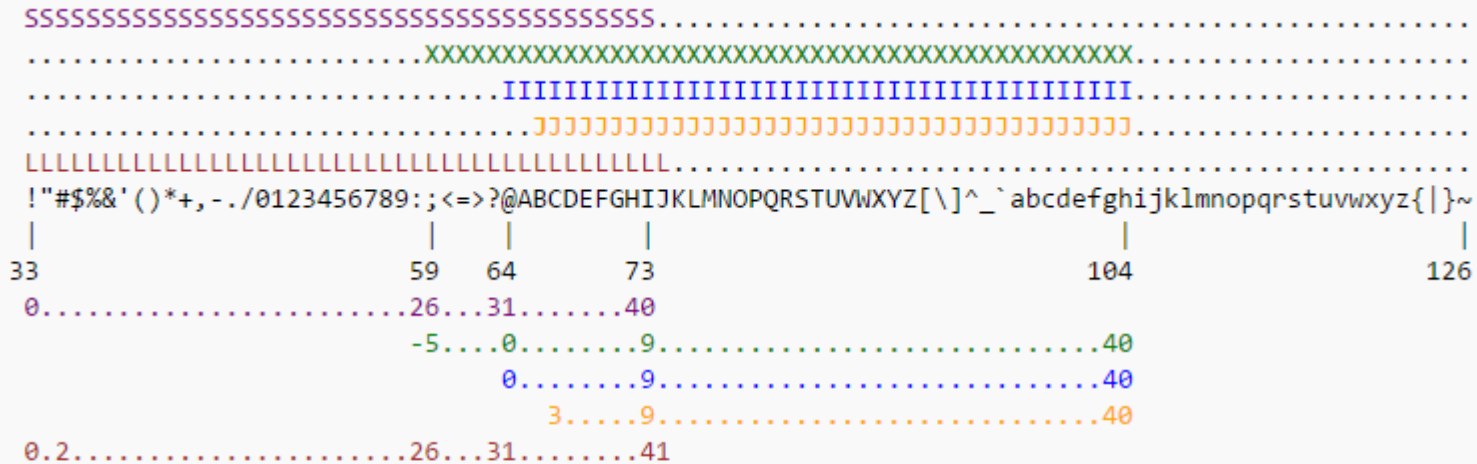 SSSSSSSSSSSSSSSSSSSSSSSSSSSSSSSSSSSSSSSSS.....................................................
..........................XXXXXXXXXXXXXXXXXXXXXXXXXXXXXXXXXXXXXXXXXXXXXX......................
...............................IIIIIIIIIIIIIIIIIIIIIIIIIIIIIIIIIIIIIIIII......................
.................................JJJJJJJJJJJJJJJJJJJJJJJJJJJJJJJJJJJJJJJ......................
LLLLLLLLLLLLLLLLLLLLLLLLLLLLLLLLLLLLLLLLLL....................................................
!"#$%&'()*+,-./0123456789:;<=>?@ABCDEFGHIJKLMNOPQRSTUVWXYZ[\]^_`abcdefghijklmnopqrstuvwxyz{|}~
| | | | | |
33 59 64 73 104 126
0........................26...31.......40
-5....0........9.............................40
0........9.............................40
3.....9.............................40
0.2......................26...31........41